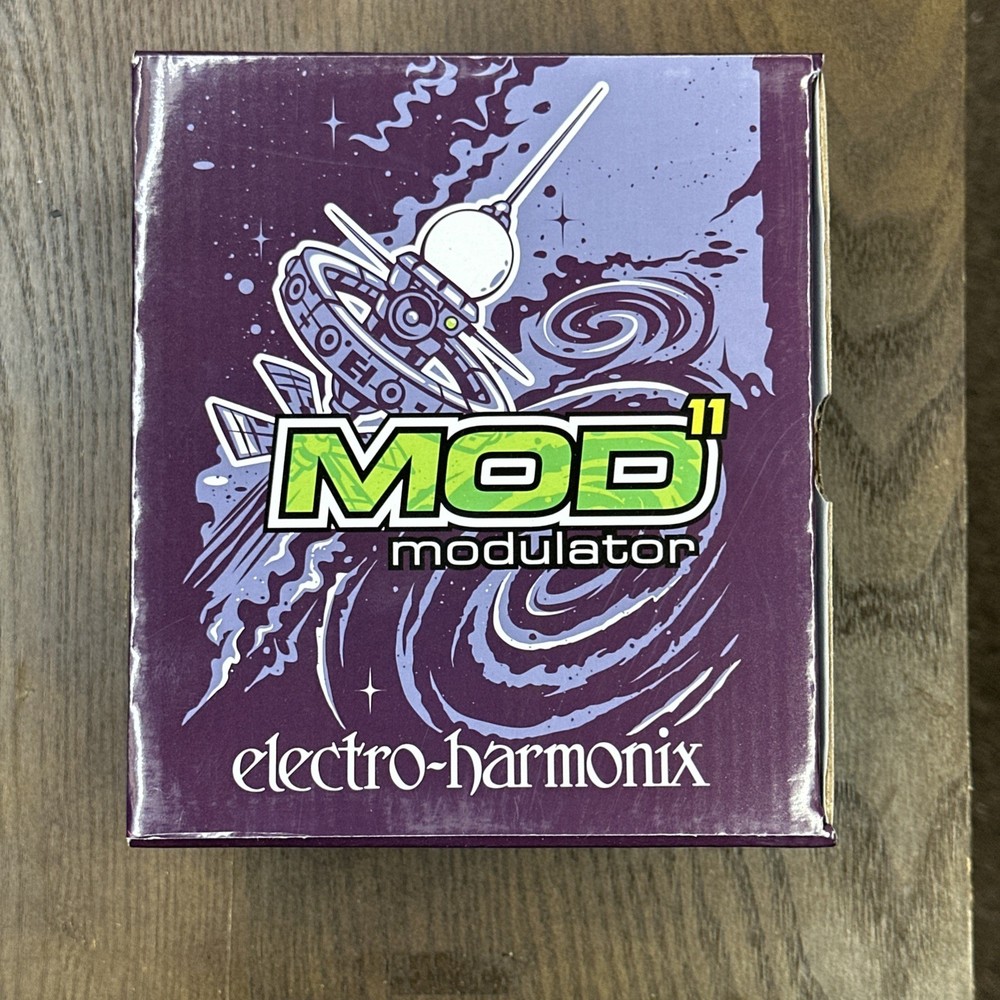 MOD 11
modulator
electro-harmonix